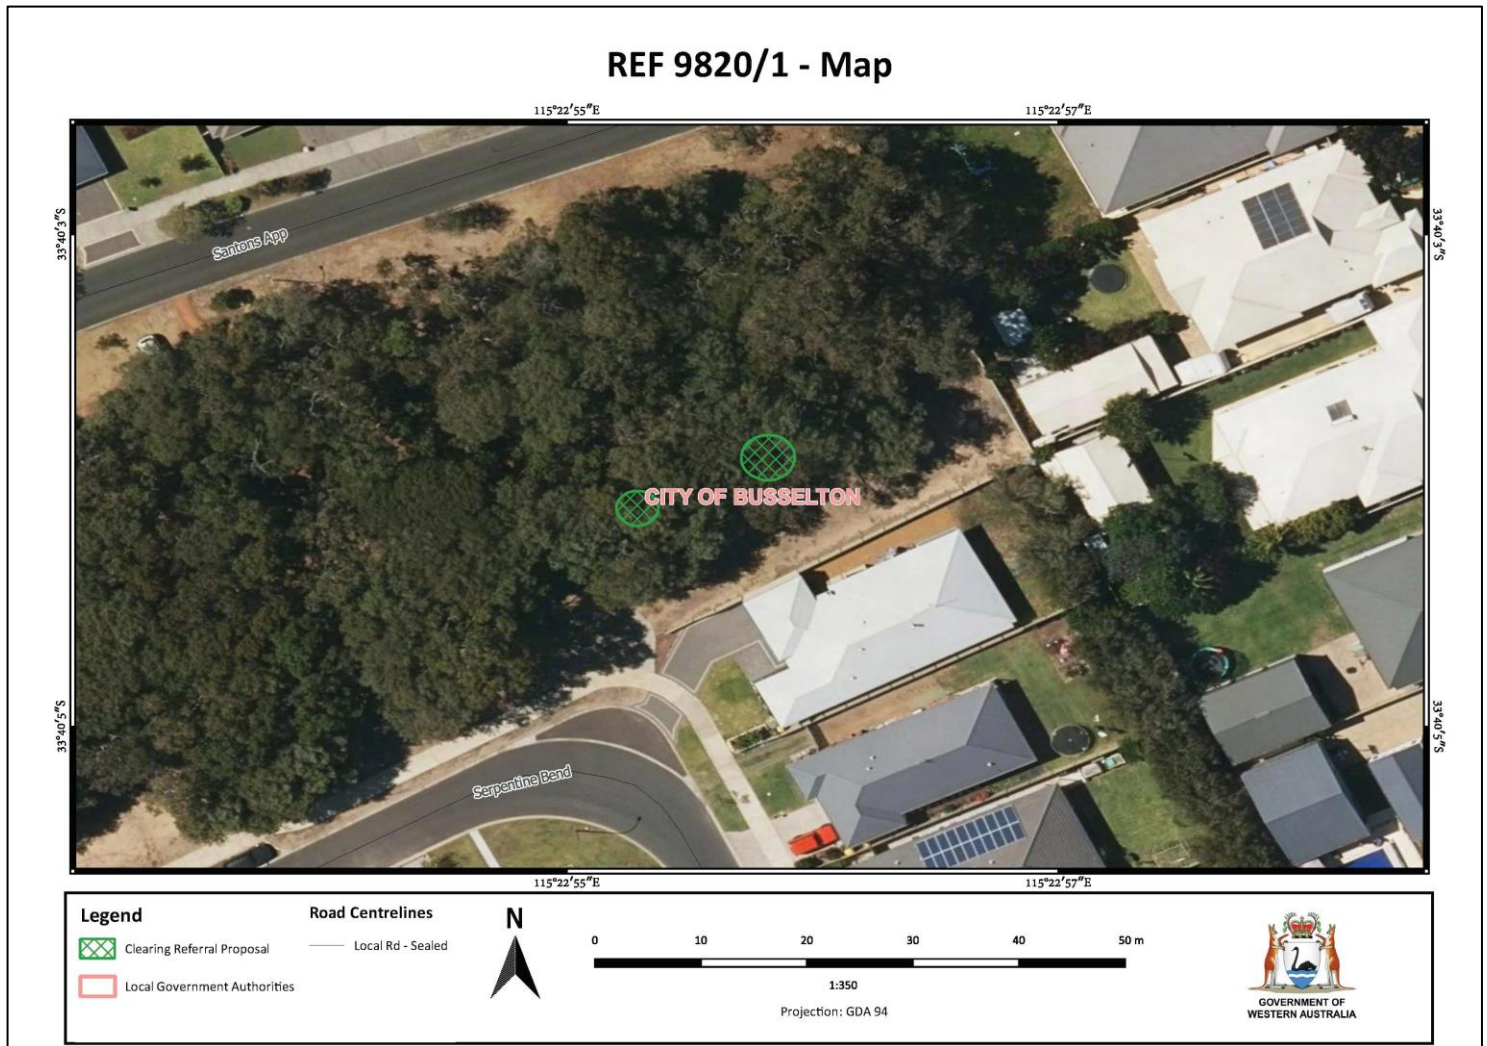 REF 9820/1 - Map
115°22′55″E
115°22′57″E
33°40′3″S
33°40′3″S
Santons App
CITY OF BUSSELTON
33°40′5″S
33°40′5″S
Serpentine Bend
115°22′55″E
115°22′57″E
Legend
Clearing Referral Proposal
Local Government Authorities
Road Centrelines
Local Rd - Sealed
N
0 10 20 30 40 50 m
1:350
Projection: GDA 94
GOVERNMENT OF
WESTERN AUSTRALIA